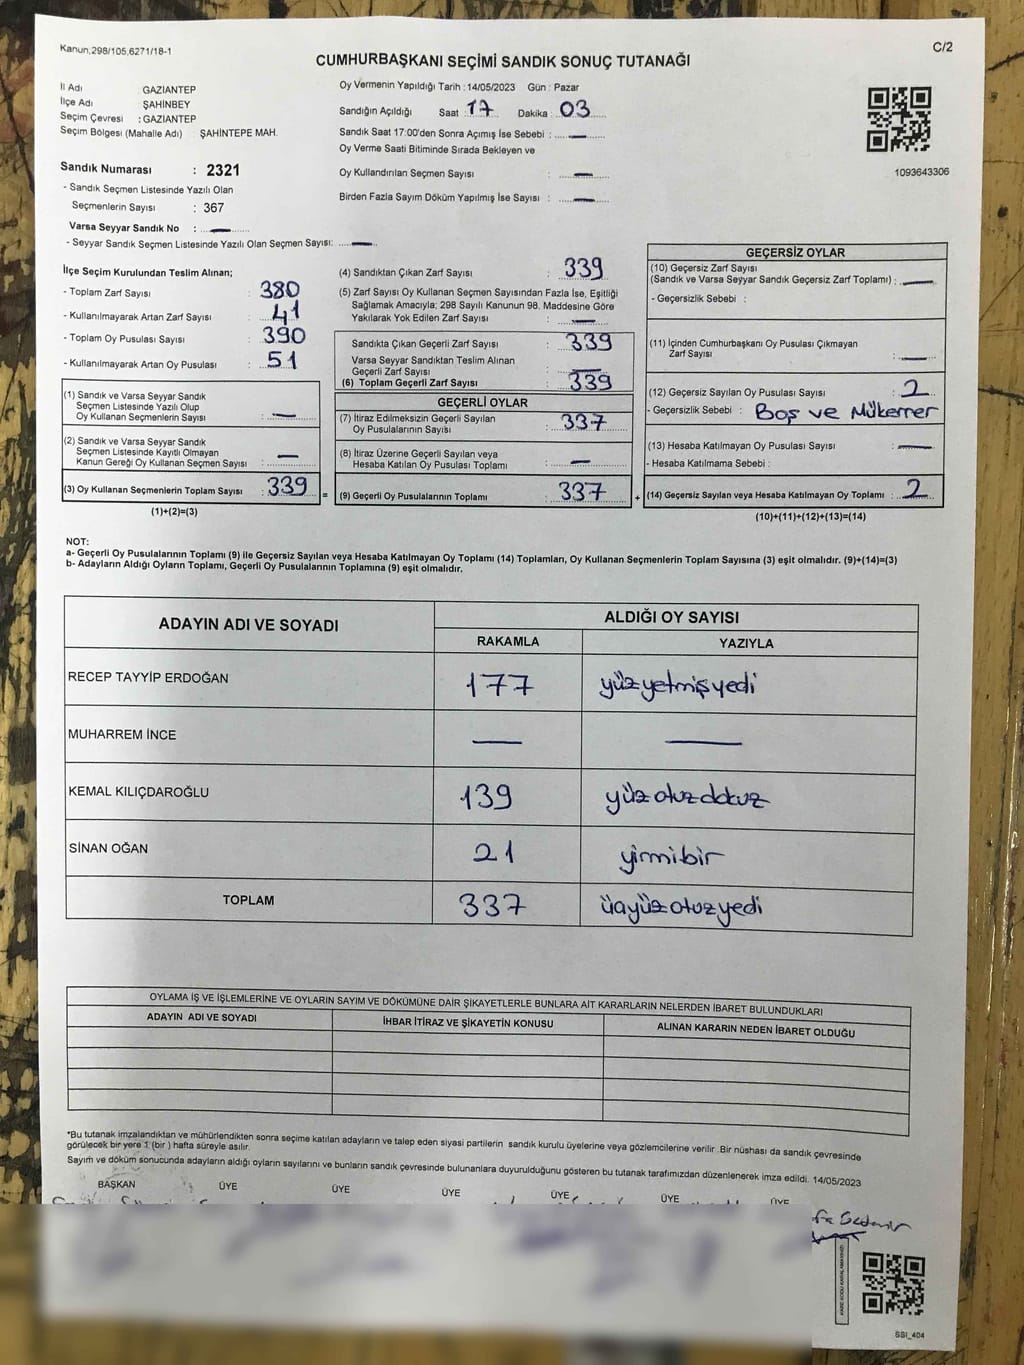 Kanun,298/105,6271/18-1
C/2
CUMHURBAŞKANI SEÇİMİ SANDIK SONUÇ TUTANAĞI
İl Adı : GAZİANTEP
İlçe Adı : ŞAHİNBEY
Seçim Çevresi : GAZİANTEP
Seçim Bölgesi (Mahalle Adı) ŞAHİNTEPE MAH.
Sandık Numarası : 2321
- Sandık Seçmen Listesinde Yazılı Olan
Seçmenlerin Sayısı : 367
Varsa Seyyar Sandık No : —
- Seyyar Sandık Seçmen Listesinde Yazılı Olan Seçmen Sayısı: —
Oy Vermenin Yapıldığı Tarih : 14/05/2023 Gün : Pazar
Sandığın Açıldığı Saat 17 Dakika : 03
Sandık Saat 17:00'den Sonra Açımış İse Sebebi : —
Oy Verme Saati Bitiminde Sırada Bekleyen ve
Oy Kullandırılan Seçmen Sayısı : —
Birden Fazla Sayım Döküm Yapılmış İse Sayısı : —
1093643306
İlçe Seçim Kurulundan Teslim Alınan;
- Toplam Zarf Sayısı : 380
- Kullanılmayarak Artan Zarf Sayısı : 41
- Toplam Oy Pusulası Sayısı : 390
- Kullanılmayarak Artan Oy Pusulası : 51
(1) Sandık ve Varsa Seyyar Sandık
Seçmen Listesinde Yazılı Olup
Oy Kullanan Seçmenlerin Sayısı : —
(2) Sandık ve Varsa Seyyar Sandık
Seçmen Listesinde Kayıtlı Olmayan
Kanun Gereği Oy Kullanan Seçmen Sayısı : —
(3) Oy Kullanan Seçmenlerin Toplam Sayısı : 339
(1)+(2)=(3)
(4) Sandıktan Çıkan Zarf Sayısı : 339
(5) Zarf Sayısı Oy Kullanan Seçmen Sayısından Fazla İse, Eşitliği
Sağlamak Amacıyla; 298 Sayılı Kanunun 98. Maddesine Göre
Yakılarak Yok Edilen Zarf Sayısı : —
Sandıkta Çıkan Geçerli Zarf Sayısı : 339
Varsa Seyyar Sandıktan Teslim Alınan
Geçerli Zarf Sayısı : —
(6) Toplam Geçerli Zarf Sayısı : 339
GEÇERLİ OYLAR
(7) İtiraz Edilmeksizin Geçerli Sayılan
Oy Pusulalarının Sayısı : 337
(8) İtiraz Üzerine Geçerli Sayılan veya
Hesaba Katılan Oy Pusulası Toplamı : —
= (9) Geçerli Oy Pusulalarının Toplamı : 337
GEÇERSİZ OYLAR
(10) Geçersiz Zarf Sayısı
(Sandık ve Varsa Seyyar Sandık Geçersiz Zarf Toplamı) : —
- Geçersizlik Sebebi :
(11) İçinden Cumhurbaşkanı Oy Pusulası Çıkmayan
Zarf Sayısı : —
(12) Geçersiz Sayılan Oy Pusulası Sayısı : 2
- Geçersizlik Sebebi : Boş ve Mükerrer
(13) Hesaba Katılmayan Oy Pusulası Sayısı : —
- Hesaba Katılmama Sebebi :
+ (14) Geçersiz Sayılan veya Hesaba Katılmayan Oy Toplamı : 2
(10)+(11)+(12)+(13)=(14)
NOT:
a- Geçerli Oy Pusulalarının Toplamı (9) ile Geçersiz Sayılan veya Hesaba Katılmayan Oy Toplamı (14) Toplamları, Oy Kullanan Seçmenlerin Toplam Sayısına (3) eşit olmalıdır. (9)+(14)=(3)
b- Adayların Aldığı Oyların Toplamı, Geçerli Oy Pusulalarının Toplamına (9) eşit olmalıdır.
ADAYIN ADI VE SOYADI ALDIĞI OY SAYISI
RAKAMLA YAZIYLA
RECEP TAYYİP ERDOĞAN 177 yüzyetmişyedi
MUHARREM İNCE — —
KEMAL KILIÇDAROĞLU 139 yüzotuzdokuz
SİNAN OĞAN 21 yirmibir
TOPLAM 337 üçyüzotuzyedi
OYLAMA İŞ VE İŞLEMLERİNE VE OYLARIN SAYIM VE DÖKÜMÜNE DAİR ŞİKAYETLERLE BUNLARA AİT KARARLARIN NELERDEN İBARET BULUNDUKLARI
ADAYIN ADI VE SOYADI İHBAR İTİRAZ VE ŞİKAYETİN KONUSU ALINAN KARARIN NEDEN İBARET OLDUĞU
*Bu tutanak imzalandıktan ve mühürlendikten sonra seçime katılan adayların ve talep eden siyasi partilerin sandık kurulu üyelerine veya gözlemcilerine verilir. Bir nüshası da sandık çevresinde
görülecek bir yere 1 (bir ) hafta süreyle asılır.
Sayım ve döküm sonucunda adayların aldığı oyların sayılarını ve bunların sandık çevresinde bulunanlara duyurulduğunu gösteren bu tutanak tarafımızdan düzenlenerek imza edildi. 14/05/2023
BAŞKAN ÜYE ÜYE ÜYE ÜYE ÜYE ÜYE
SSI_404